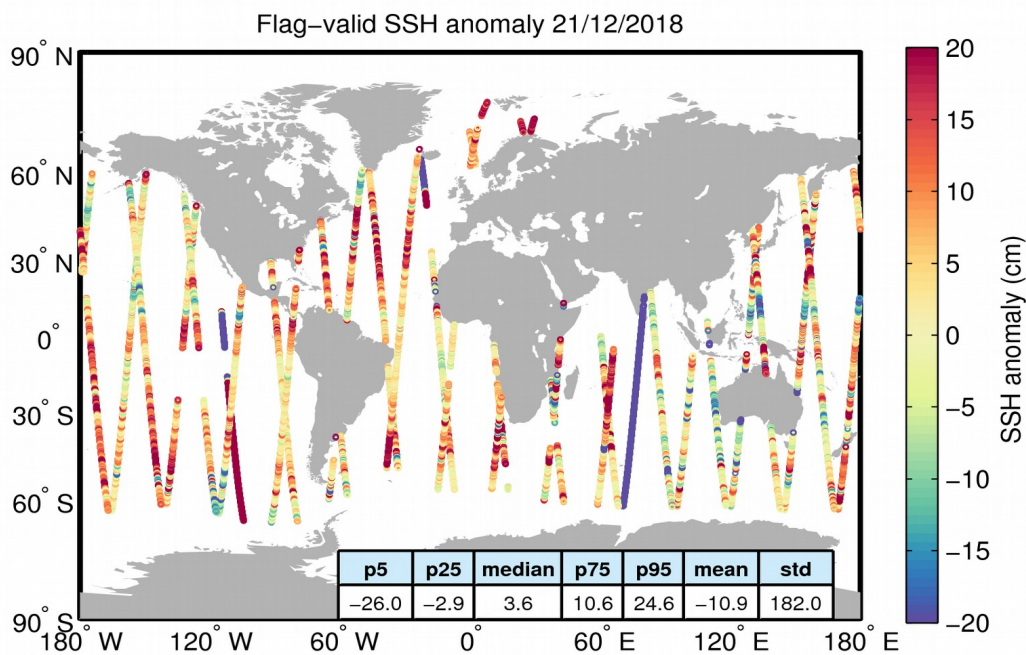 Flag−valid SSH anomaly 21/12/2018
90° N
60° N
30° N
0°
30° S
60° S
90° S
180° W
120° W
60° W
0°
60° E
120° E
180° E
p5 p25 median p75 p95 mean std
−26.0 −2.9 3.6 10.6 24.6 −10.9 182.0
20
15
10
5
0
−5
−10
−15
−20
SSH anomaly (cm)